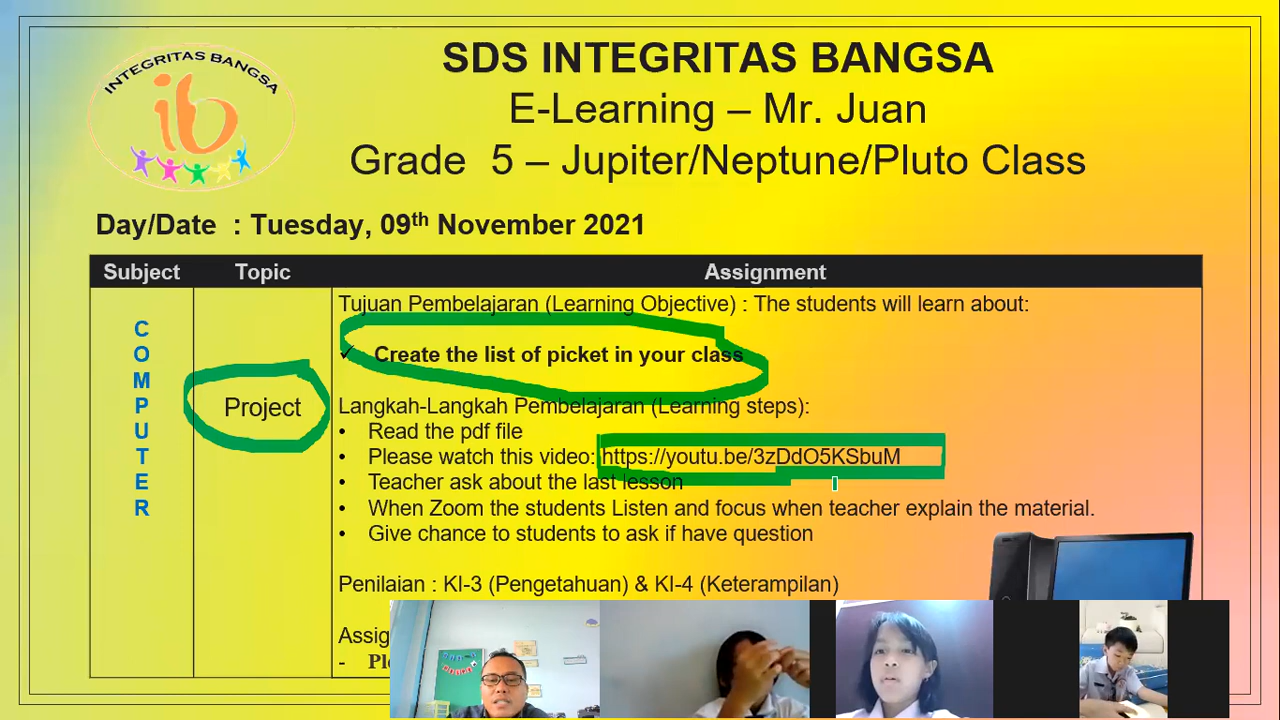 INTEGRITAS BANGSA
ib
SDS INTEGRITAS BANGSA
E-Learning – Mr. Juan
Grade 5 – Jupiter/Neptune/Pluto Class
Day/Date : Tuesday, 09th November 2021
Subject Topic Assignment
COMPUTER
Project
Tujuan Pembelajaran (Learning Objective) : The students will learn about:
✓ Create the list of picket in your class
Langkah-Langkah Pembelajaran (Learning steps):
• Read the pdf file
• Please watch this video: https://youtu.be/3zDdO5KSbuM
• Teacher ask about the last lesson
• When Zoom the students Listen and focus when teacher explain the material.
• Give chance to students to ask if have question
Penilaian : KI-3 (Pengetahuan) & KI-4 (Keterampilan)